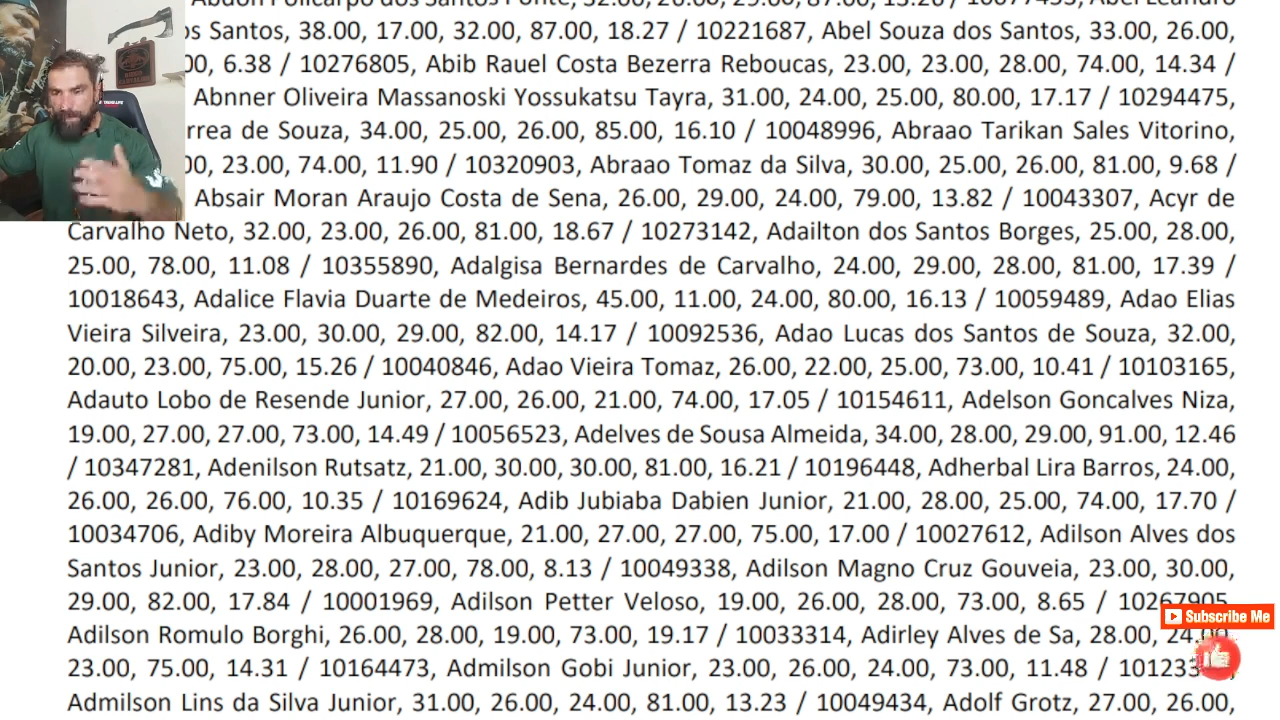 Abdon Policarpo dos Santos Ponte, 32.00, 26.00, 29.00, 87.00,
os Santos, 38.00, 17.00, 32.00, 87.00, 18.27 / 10221687, Abel Souza dos Santos, 33.00, 26.00,
00, 6.38 / 10276805, Abib Rauel Costa Bezerra Reboucas, 23.00, 23.00, 28.00, 74.00, 14.34 /
Abnner Oliveira Massanoski Yossukatsu Tayra, 31.00, 24.00, 25.00, 80.00, 17.17 / 10294475,
rrea de Souza, 34.00, 25.00, 26.00, 85.00, 16.10 / 10048996, Abraao Tarikan Sales Vitorino,
00, 23.00, 74.00, 11.90 / 10320903, Abraao Tomaz da Silva, 30.00, 25.00, 26.00, 81.00, 9.68 /
Absair Moran Araujo Costa de Sena, 26.00, 29.00, 24.00, 79.00, 13.82 / 10043307, Acyr de
Carvalho Neto, 32.00, 23.00, 26.00, 81.00, 18.67 / 10273142, Adailton dos Santos Borges, 25.00, 28.00,
25.00, 78.00, 11.08 / 10355890, Adalgisa Bernardes de Carvalho, 24.00, 29.00, 28.00, 81.00, 17.39 /
10018643, Adalice Flavia Duarte de Medeiros, 45.00, 11.00, 24.00, 80.00, 16.13 / 10059489, Adao Elias
Vieira Silveira, 23.00, 30.00, 29.00, 82.00, 14.17 / 10092536, Adao Lucas dos Santos de Souza, 32.00,
20.00, 23.00, 75.00, 15.26 / 10040846, Adao Vieira Tomaz, 26.00, 22.00, 25.00, 73.00, 10.41 / 10103165,
Adauto Lobo de Resende Junior, 27.00, 26.00, 21.00, 74.00, 17.05 / 10154611, Adelson Goncalves Niza,
19.00, 27.00, 27.00, 73.00, 14.49 / 10056523, Adelves de Sousa Almeida, 34.00, 28.00, 29.00, 91.00, 12.46
/ 10347281, Adenilson Rutsatz, 21.00, 30.00, 30.00, 81.00, 16.21 / 10196448, Adherbal Lira Barros, 24.00,
26.00, 26.00, 76.00, 10.35 / 10169624, Adib Jubiaba Dabien Junior, 21.00, 28.00, 25.00, 74.00, 17.70 /
10034706, Adiby Moreira Albuquerque, 21.00, 27.00, 27.00, 75.00, 17.00 / 10027612, Adilson Alves dos
Santos Junior, 23.00, 28.00, 27.00, 78.00, 8.13 / 10049338, Adilson Magno Cruz Gouveia, 23.00, 30.00,
29.00, 82.00, 17.84 / 10001969, Adilson Petter Veloso, 19.00, 26.00, 28.00, 73.00, 8.65 / 10267905,
Subscribe Me
Adilson Romulo Borghi, 26.00, 28.00, 19.00, 73.00, 19.17 / 10033314, Adirley Alves de Sa, 28.00, 24.00,
23.00, 75.00, 14.31 / 10164473, Admilson Gobi Junior, 23.00, 26.00, 24.00, 73.00, 11.48 /
Admilson Lins da Silva Junior, 31.00, 26.00, 24.00, 81.00, 13.23 / 10049434, Adolf Grotz, 27.00, 26.00,